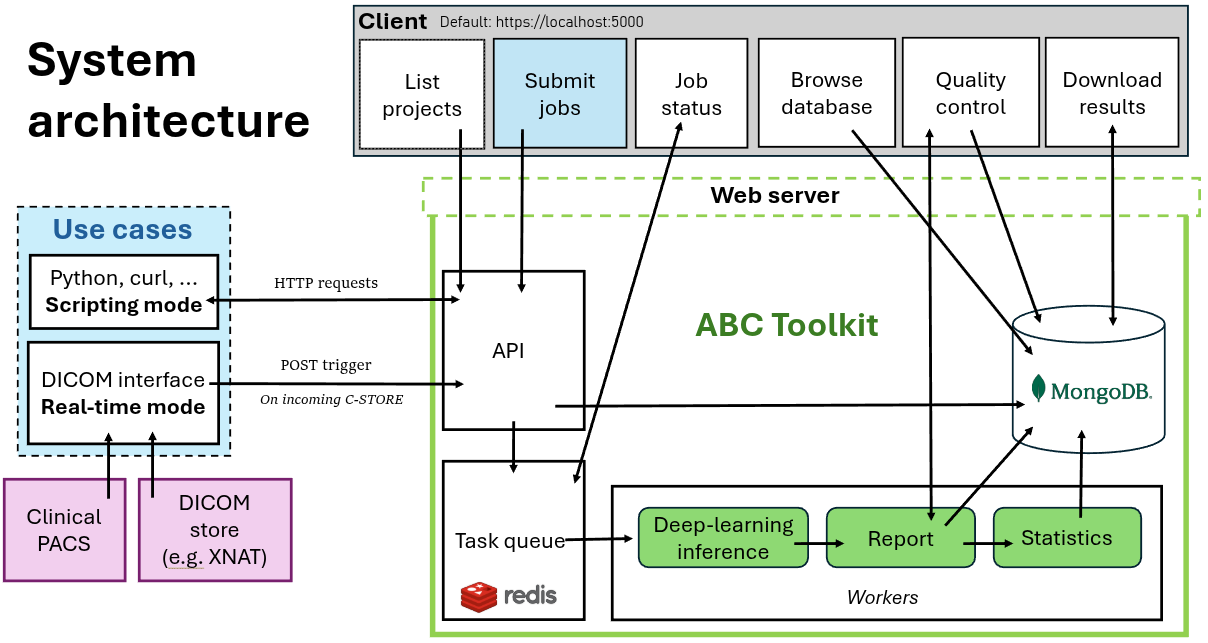 System
architecture
Client Default: https://localhost:5000
List
projects
Submit
jobs
Job
status
Browse
database
Quality
control
Download
results
Web server
Use cases
Python, curl, ...
Scripting mode
HTTP requests
DICOM interface
Real-time mode
POST trigger
On incoming C-STORE
API
ABC Toolkit
MongoDB.
Clinical
PACS
DICOM
store
(e.g. XNAT)
Task queue
redis
Deep-learning
inference
Report
Statistics
Workers